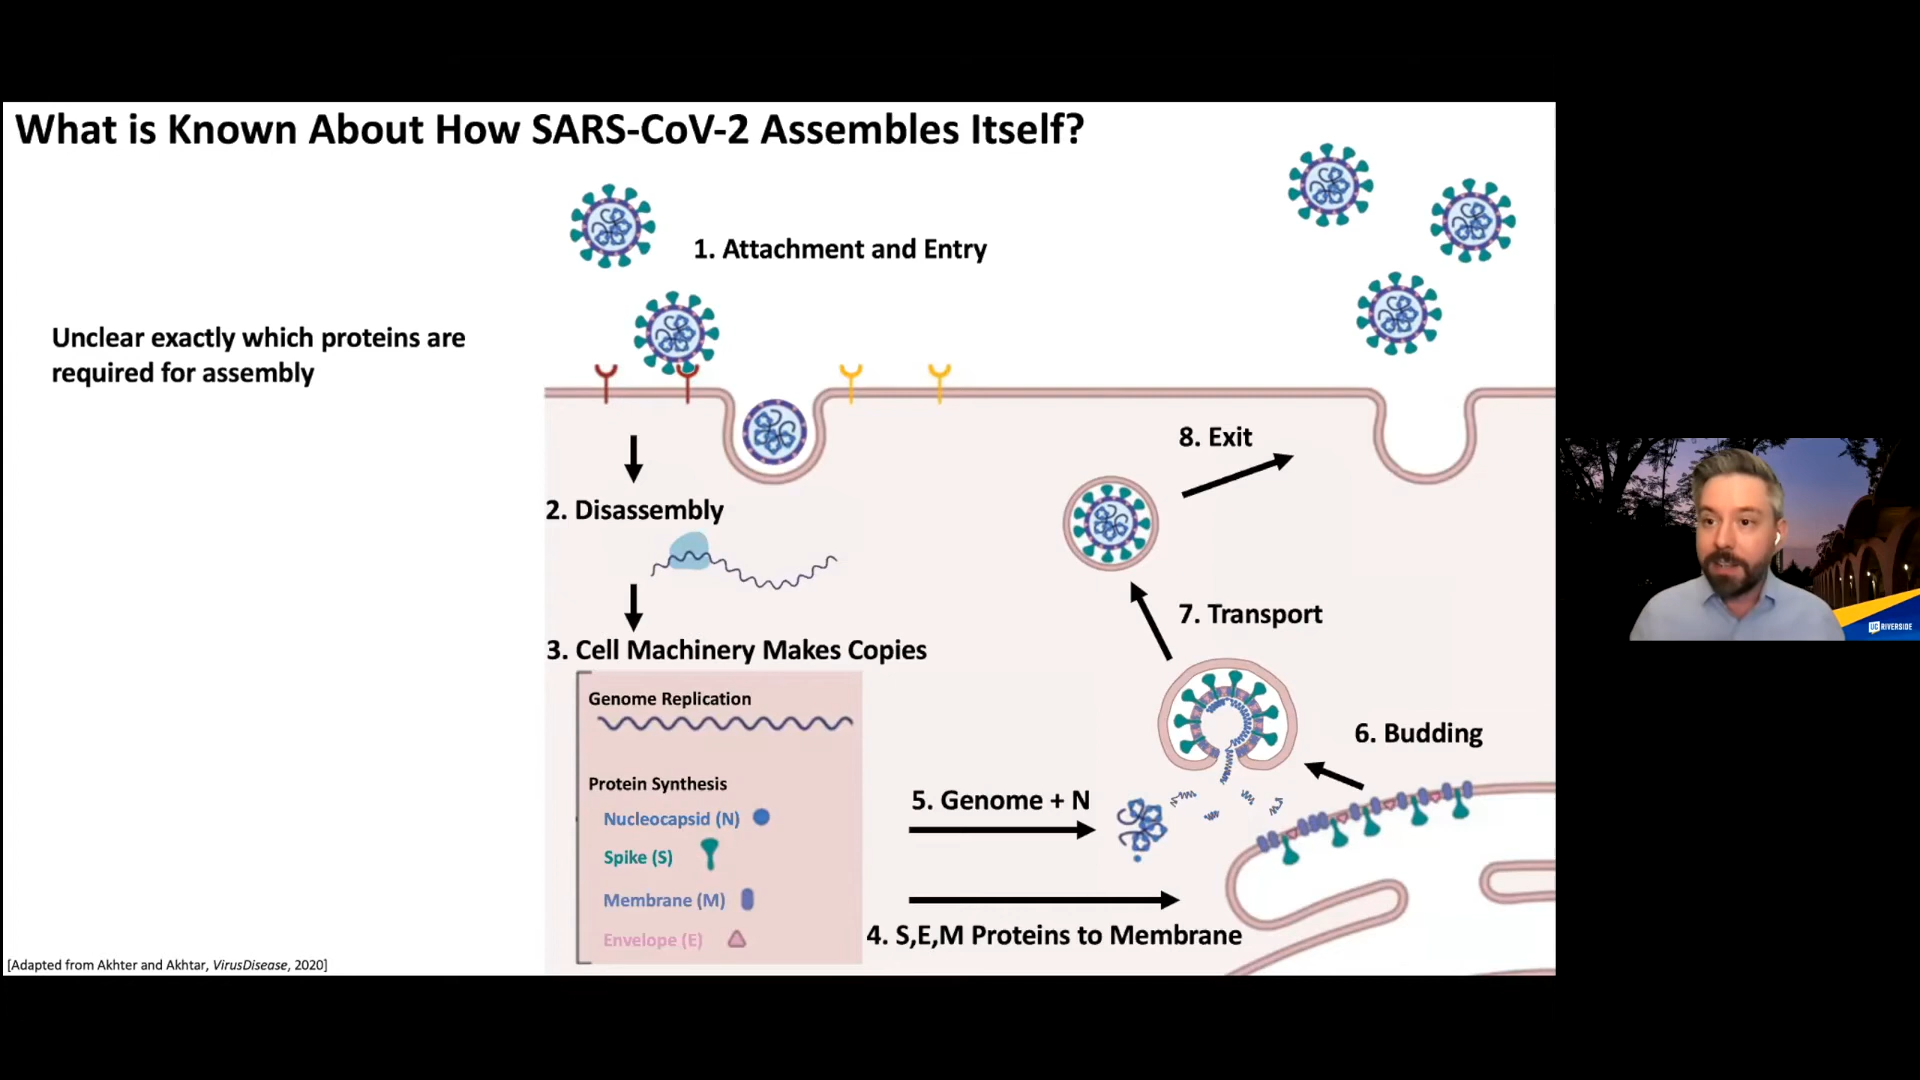 What is Known About How SARS-CoV-2 Assembles Itself?
1. Attachment and Entry
Unclear exactly which proteins are
required for assembly
8. Exit
2. Disassembly
7. Transport
3. Cell Machinery Makes Copies
Genome Replication
6. Budding
Protein Synthesis
5. Genome + N
Nucleocapsid (N)
Spike (S)
Membrane (M)
Envelope (E)
4. S,E,M Proteins to Membrane
[Adapted from Akhter and Akhtar, VirusDisease, 2020]
UC RIVERSIDE